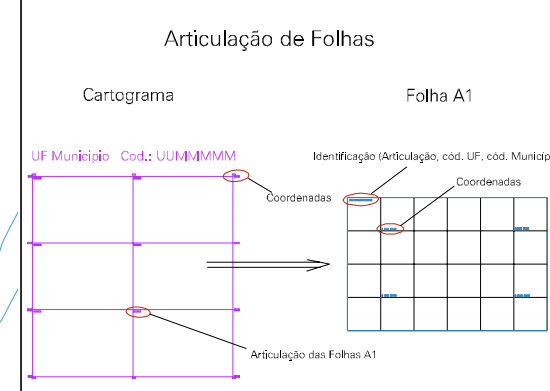 Articulação de Folhas
Cartograma
Folha A1
UF Municipio Cod.: UUMMMMM
Identificação (Articulação, cód. UF, cód. Municíp
Coordenadas
Coordenadas
Articulação das Folhas A1